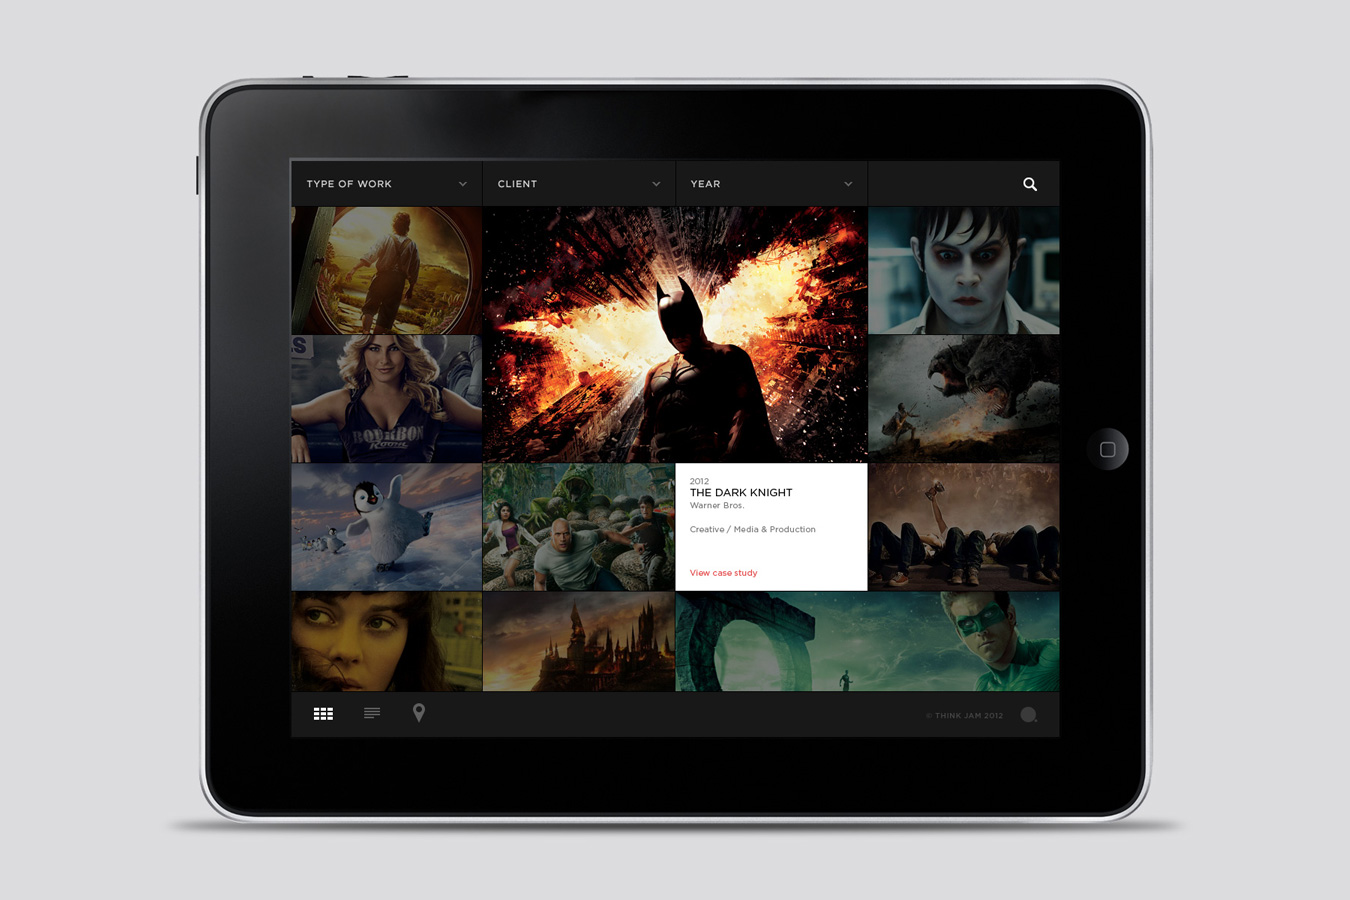 TYPE OF WORK
CLIENT
YEAR
S
BOURBON
ROOM
2012
THE DARK KNIGHT
Warner Bros.
Creative / Media & Production
View case study
© THINK JAM 2012